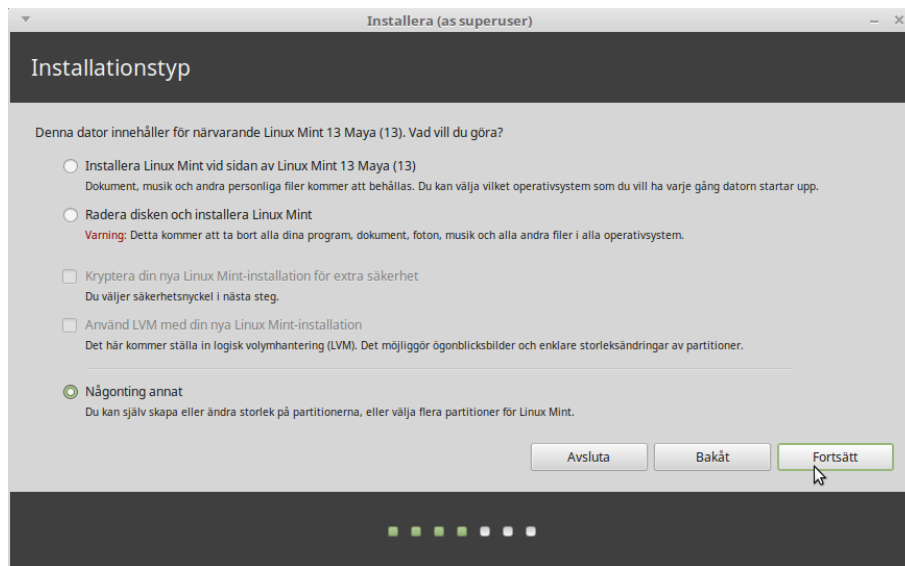 Installera (as superuser)
Installationstyp
Denna dator innehåller för närvarande Linux Mint 13 Maya (13). Vad vill du göra?
Installera Linux Mint vid sidan av Linux Mint 13 Maya (13)
Dokument, musik och andra personliga filer kommer att behållas. Du kan välja vilket operativsystem som du vill ha varje gång datorn startar upp.
Radera disken och installera Linux Mint
Varning: Detta kommer att ta bort alla dina program, dokument, foton, musik och alla andra filer i alla operativsystem.
Kryptera din nya Linux Mint-installation för extra säkerhet
Du väljer säkerhetsnyckel i nästa steg.
Använd LVM med din nya Linux Mint-installation
Det här kommer ställa in logisk volymhantering (LVM). Det möjliggör ögonblicksbilder och enklare storleksändringar av partitioner.
Någonting annat
Du kan själv skapa eller ändra storlek på partitionerna, eller välja flera partitioner för Linux Mint.
Avsluta Bakåt Fortsätt